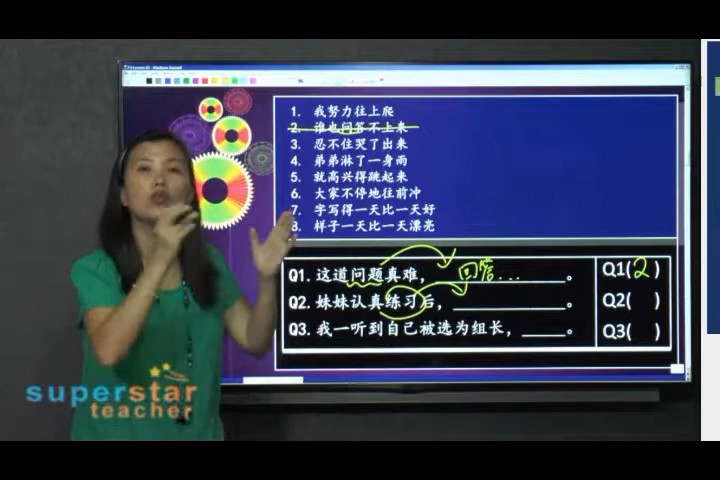 1. 我努力往上爬
2. 谁也问答不上来
3. 忍不住哭了出来
4. 弟弟淋了一身雨
5. 就高兴得跳起来
6. 大家不停地往前冲
7. 字写得一天比一天好
8. 样子一天比一天漂亮
Q1. 这道问题真难，回答...。 Q1(2)
Q2. 妹妹认真练习后，______。 Q2( )
Q3. 我一听到自己被选为组长，____。 Q3( )
superstar
teacher